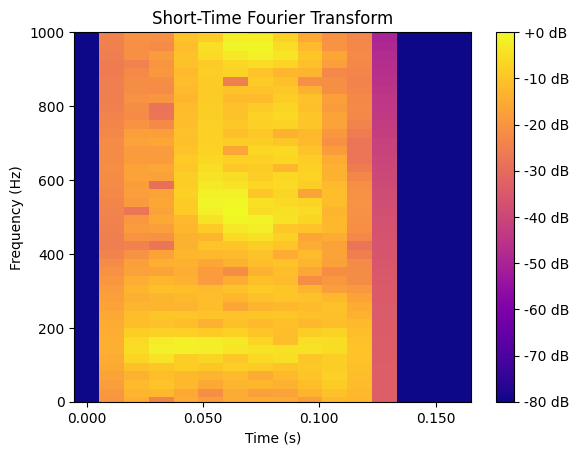 Short-Time Fourier Transform
Frequency (Hz)
1000
800
600
400
200
0
0.000
0.050
0.100
0.150
Time (s)
+0 dB
-10 dB
-20 dB
-30 dB
-40 dB
-50 dB
-60 dB
-70 dB
-80 dB